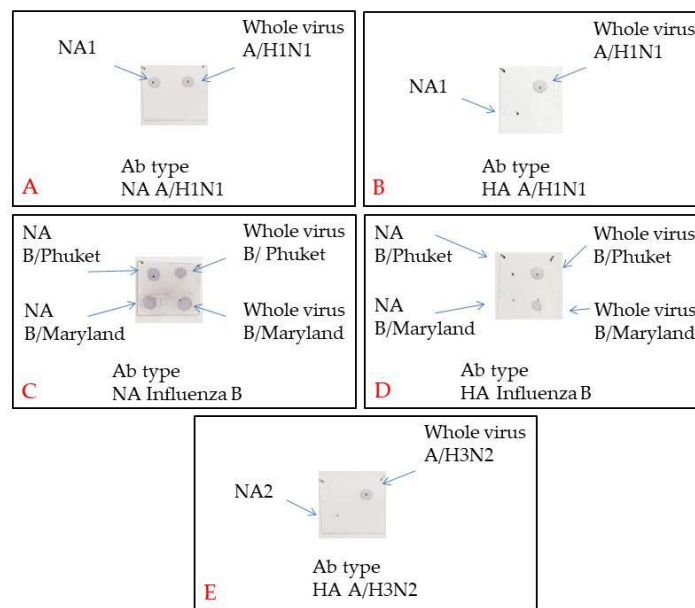 NA1
Whole virus
A/H1N1
Ab type
NA A/H1N1
A
NA1
Whole virus
A/H1N1
Ab type
HA A/H1N1
B
NA
B/Phuket
Whole virus
B/ Phuket
NA
B/Maryland
Whole virus
B/Maryland
Ab type
NA Influenza B
C
NA
B/Phuket
Whole virus
B/Phuket
NA
B/Maryland
Whole virus
B/Maryland
Ab type
HA Influenza B
D
NA2
Whole virus
A/H3N2
Ab type
HA A/H3N2
E